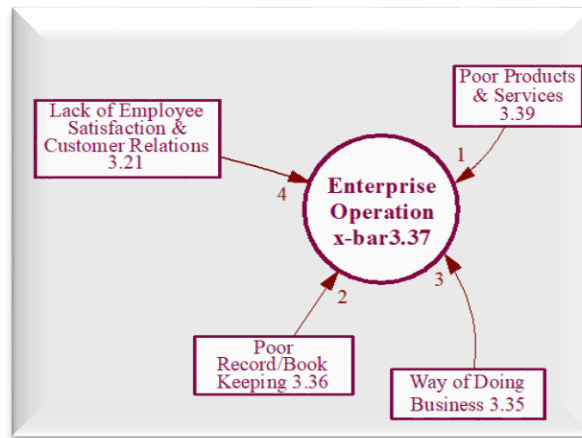 Poor Products
& Services
3.39
Lack of Employee
Satisfaction &
Customer Relations
3.21
1
4
Enterprise
Operation
x-bar3.37
2
3
Poor
Record/Book
Keeping 3.36
Way of Doing
Business 3.35